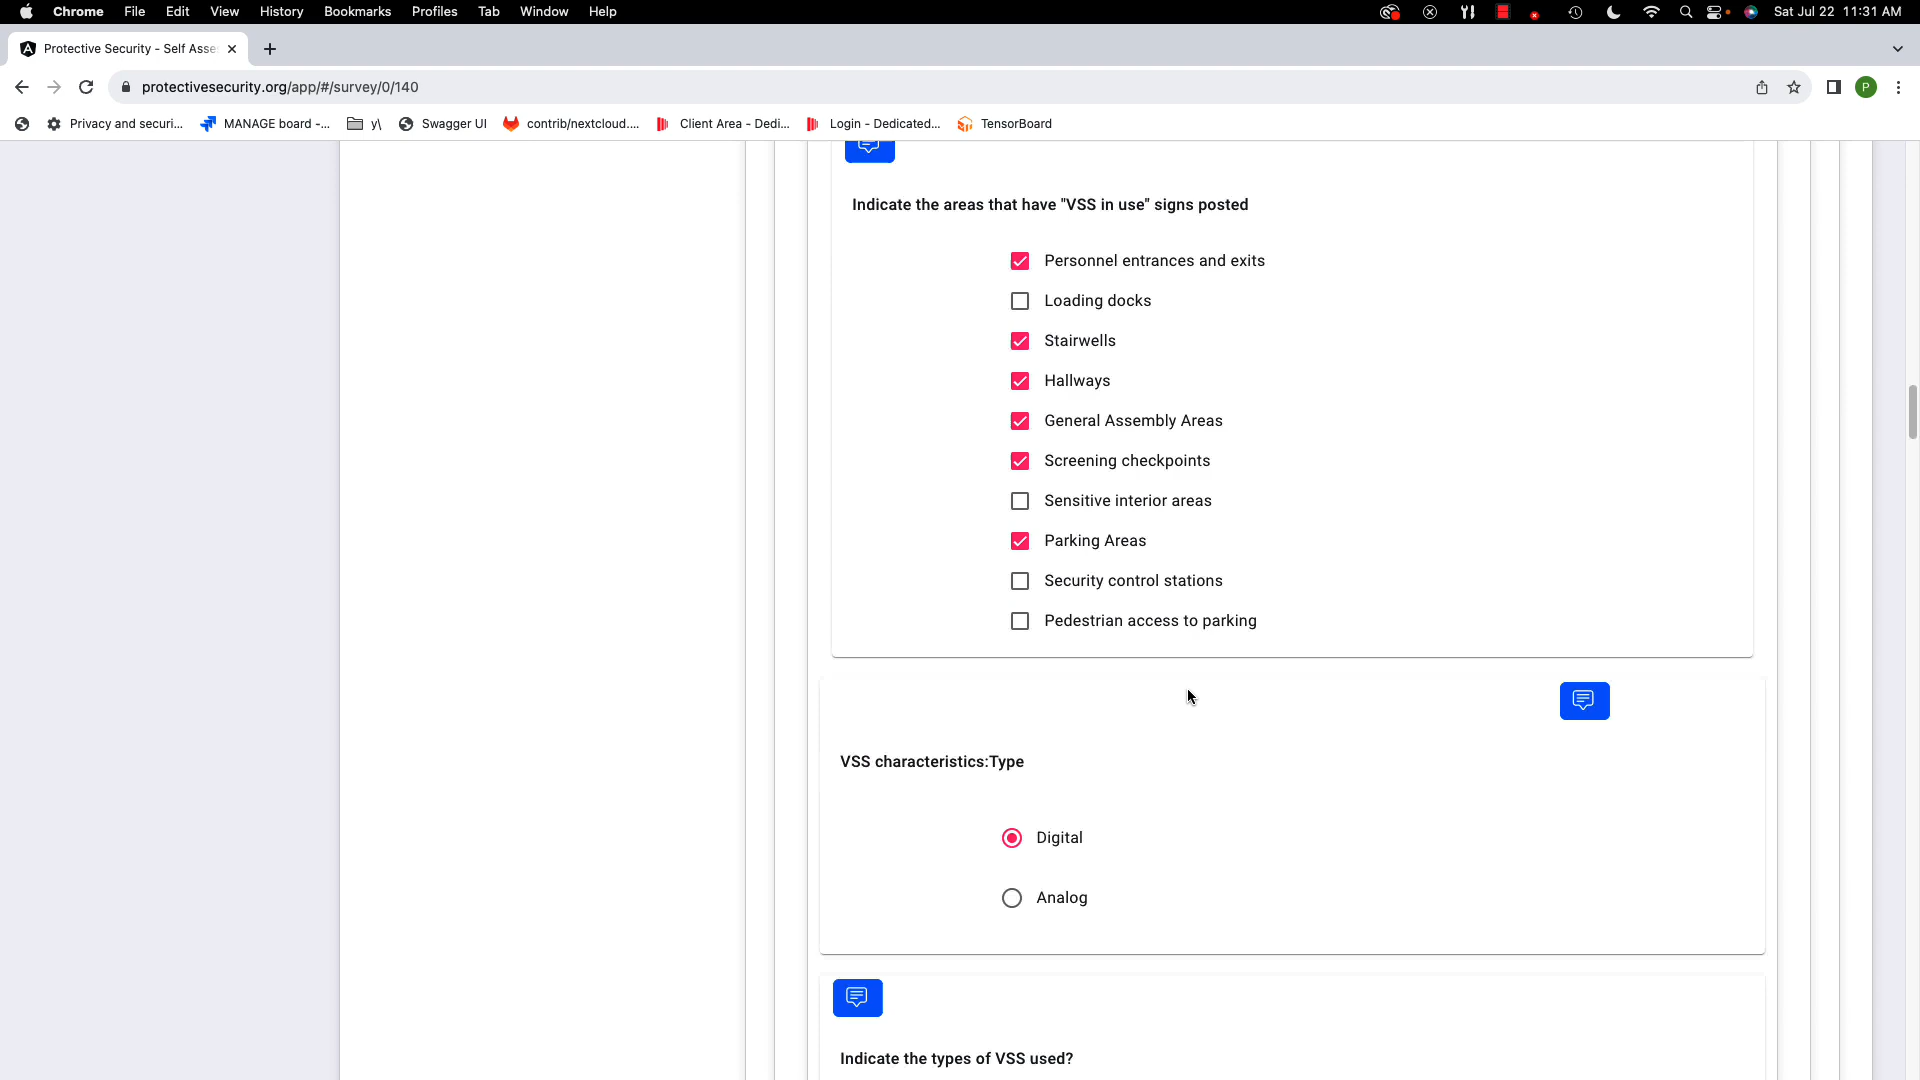 Chrome File Edit View History Bookmarks Profiles Tab Window Help Sat Jul 22 11:31 AM
Protective Security - Self Asse
protectivesecurity.org/app/#/survey/0/140 P
Privacy and securi... MANAGE board -... y\ Swagger UI contrib/nextcloud.... Client Area - Dedi... Login - Dedicated... TensorBoard
Indicate the areas that have "VSS in use" signs posted
Personnel entrances and exits
Loading docks
Stairwells
Hallways
General Assembly Areas
Screening checkpoints
Sensitive interior areas
Parking Areas
Security control stations
Pedestrian access to parking
VSS characteristics:Type
Digital
Analog
Indicate the types of VSS used?